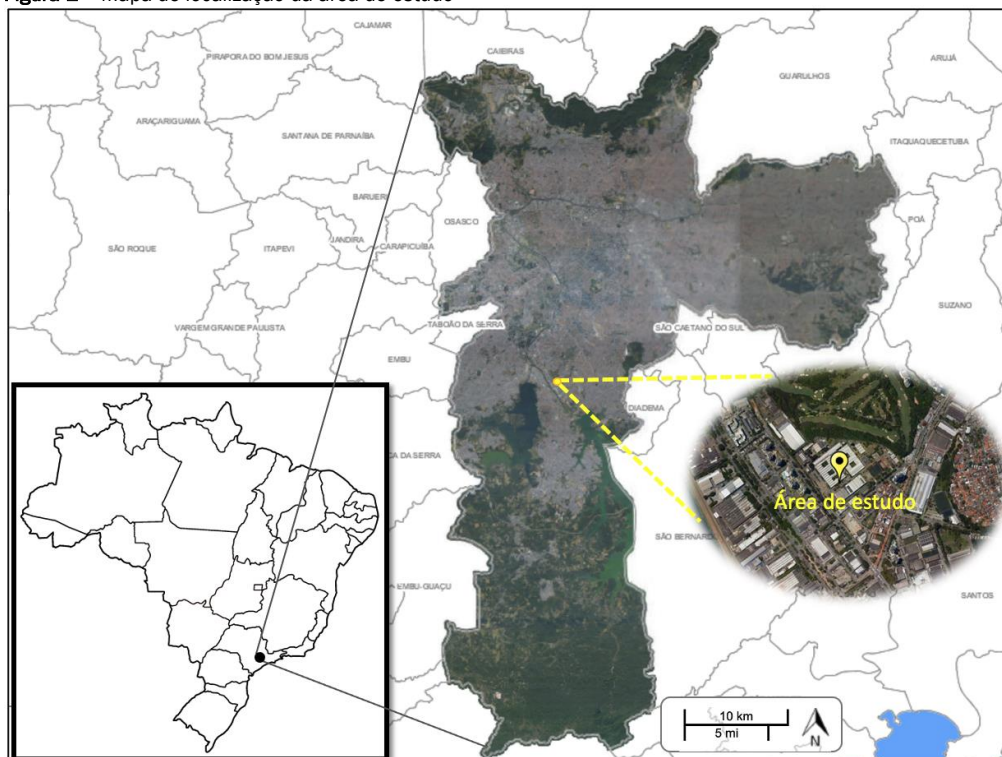 Figura 2 – Mapa de localização da área de estudo
CAJAMAR
CAIEIRAS
PIRAPORA DO BOM JESUS
GUARULHOS
ARUJÁ
ARAÇARIGUAMA
SANTANA DE PARNAÍBA
ITAQUAQUECETUBA
BARUERI
OSASCO
POÁ
SÃO ROQUE
ITAPEVI
JANDIRA
CARAPICUÍBA
SUZANO
VARGEM GRANDE PAULISTA
TABOÃO DA SERRA
SÃO CAETANO DO SUL
EMBU
DIADEMA
CA DA SERRA
Área de estudo
SÃO BERNARD
EMBU-GUAÇU
SANTOS
10 km
5 mi
N